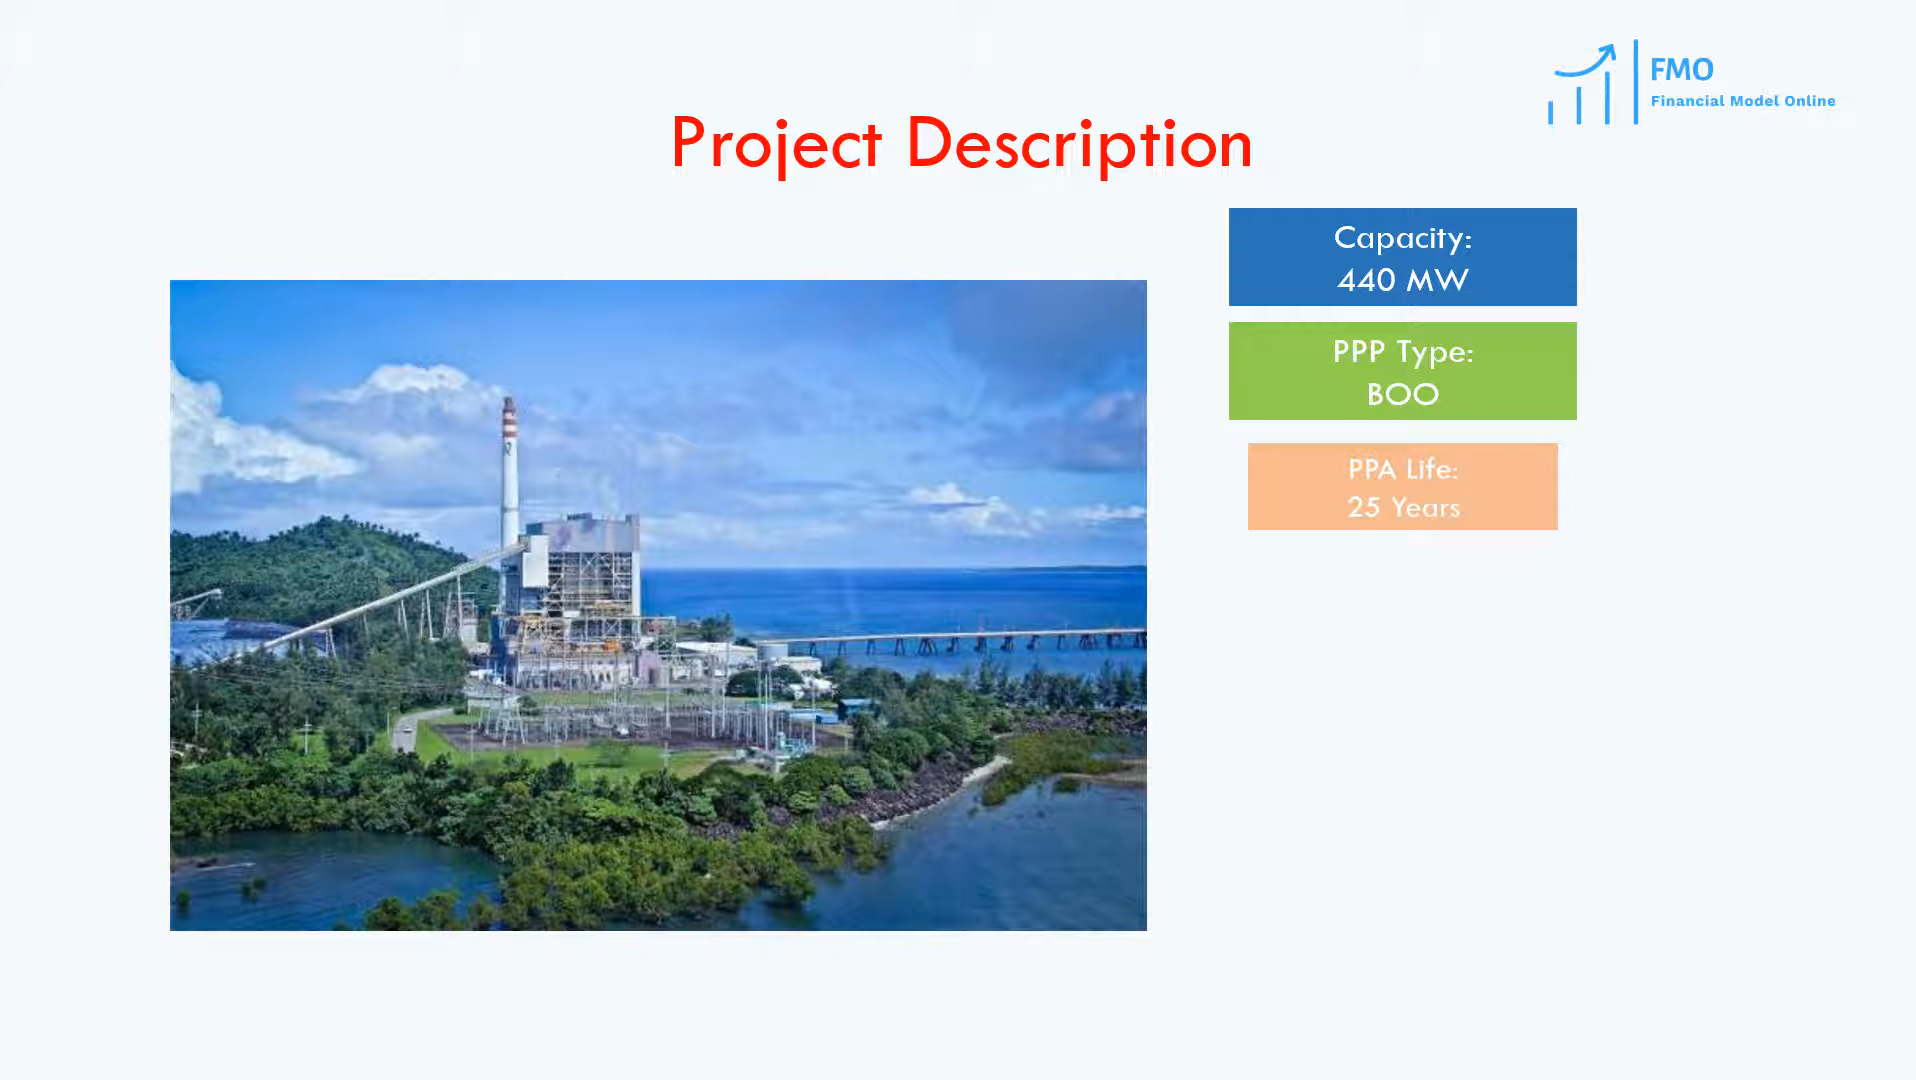 FMO
Financial Model Online
Project Description
Capacity:
440 MW
PPP Type:
BOO
PPA Life:
25 Years